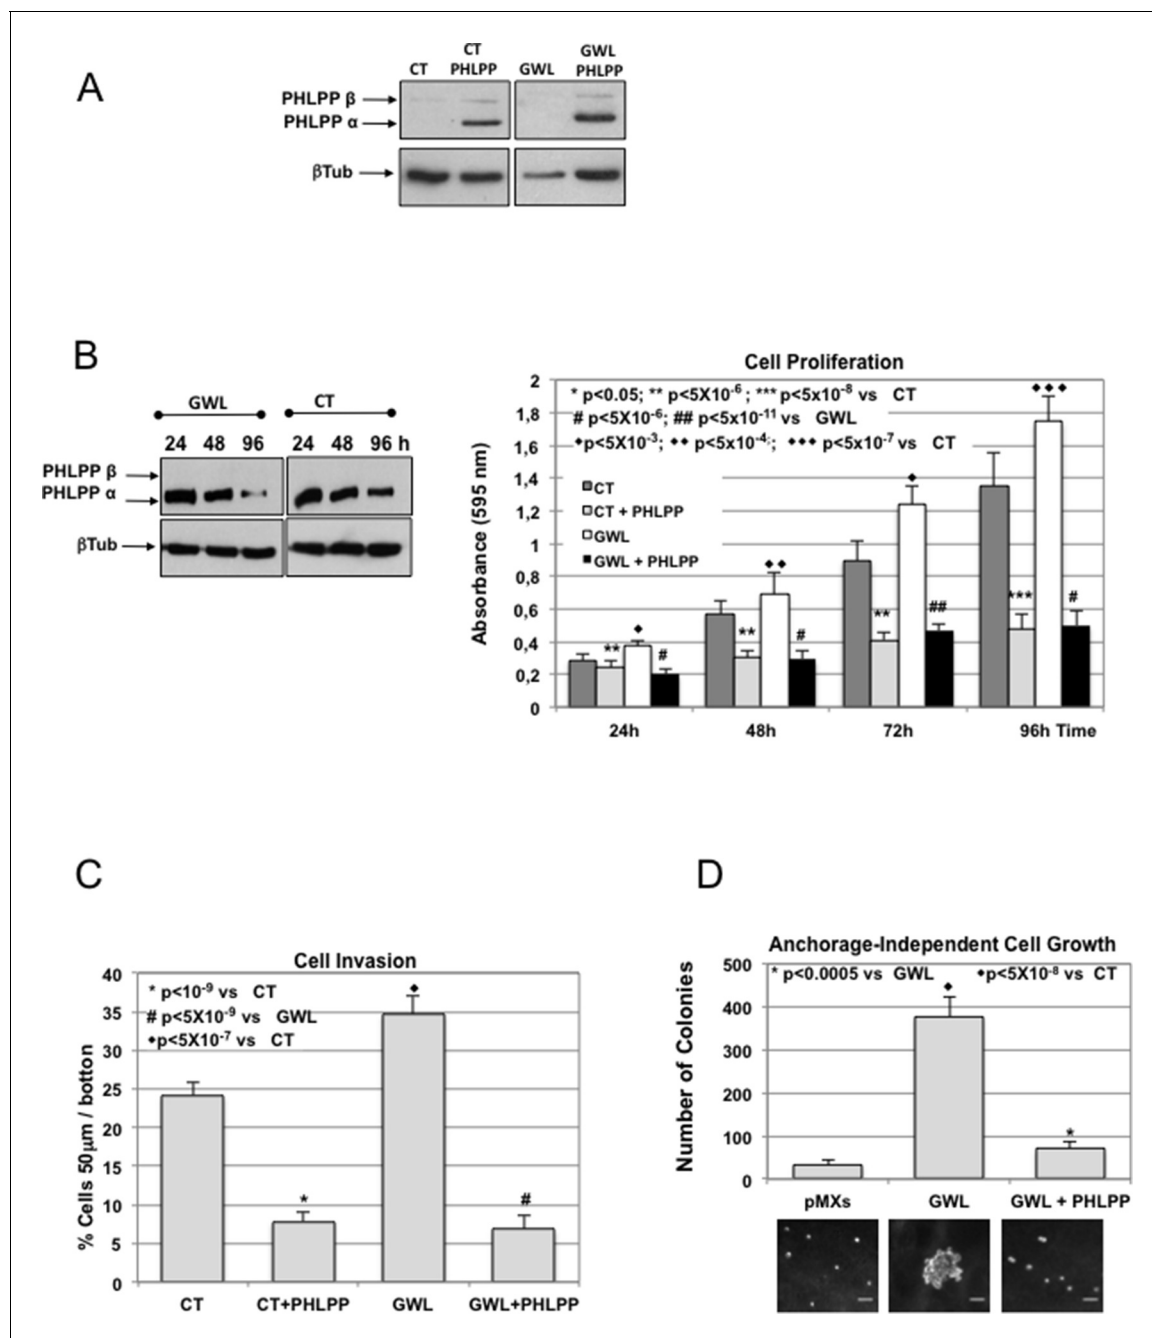 A
CT
CT
PHLPP
GWL
GWL
PHLPP
PHLPP β
PHLPP α
βTub
B
GWL
CT
24 48 96
24 48 96 h
PHLPP β
PHLPP α
βTub
Cell Proliferation
* p<0.05; ** p<5X10-6 ; *** p<5x10-8 vs CT
# p<5X10-6; ## p<5x10-11 vs GWL
◆p<5X10-3; ◆◆ p<5x10-4; ◆◆◆ p<5x10-7 vs CT
Absorbance (595 nm)
2
1,8
1,6
1,4
1,2
1
0,8
0,6
0,4
0,2
0
CT
CT + PHLPP
GWL
GWL + PHLPP
** ◆ #
** ◆◆ #
** ◆ ##
*** ◆◆◆ #
24h 48h 72h 96h Time
C
Cell Invasion
* p<10-9 vs CT
# p<5X10-9 vs GWL
◆p<5X10-7 vs CT
% Cells 50μm / botton
40
35
30
25
20
15
10
5
0
* ◆ #
CT CT+PHLPP GWL GWL+PHLPP
D
Anchorage-Independent Cell Growth
* p<0.0005 vs GWL ◆p<5X10-8 vs CT
Number of Colonies
500
400
300
200
100
0
◆ *
pMXs GWL GWL + PHLPP